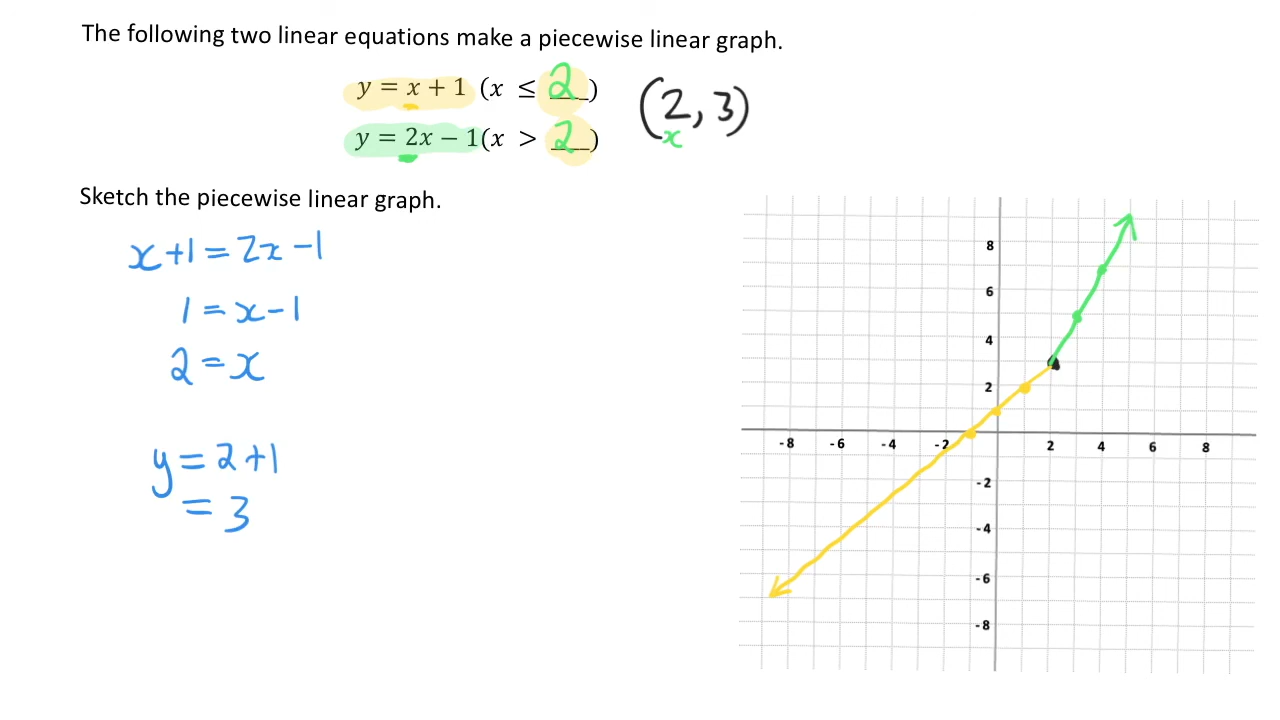 The following two linear equations make a piecewise linear graph.
y = x + 1 (x ≤ 2)
y = 2x − 1(x > 2)
(2, 3)
x
Sketch the piecewise linear graph.
x+1 = 2x −1
1 = x−1
2 = x
y = 2+1
= 3
8
6
4
2
-8 -6 -4 -2 2 4 6 8
-2
-4
-6
-8